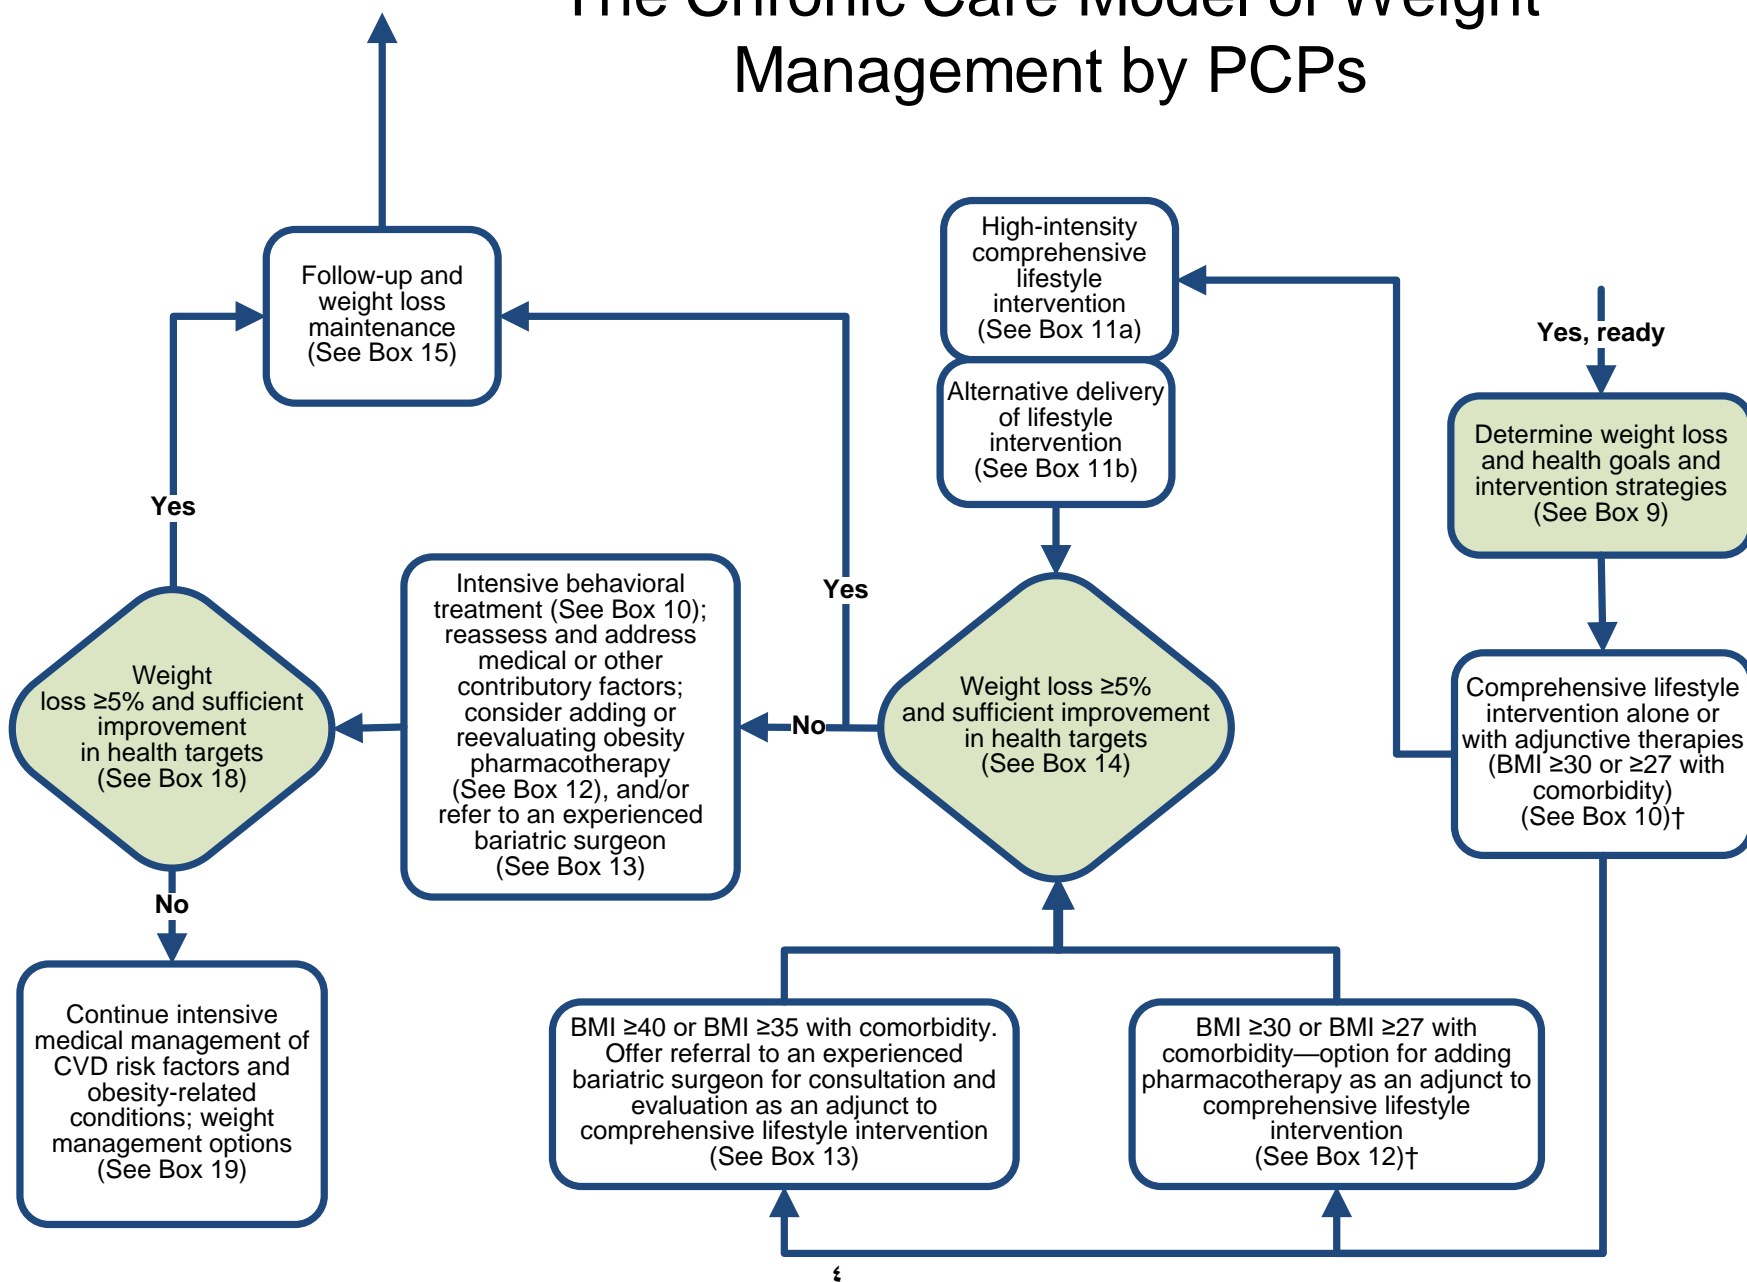 The Chronic Care Model of Weight
Management by PCPs
Follow-up and
weight loss
maintenance
(See Box 15)
High-intensity
comprehensive
lifestyle
intervention
(See Box 11a)
Alternative delivery
of lifestyle
intervention
(See Box 11b)
Yes, ready
Determine weight loss
and health goals and
intervention strategies
(See Box 9)
Yes
Yes
Weight
loss ≥5% and sufficient
improvement
in health targets
(See Box 18)
Intensive behavioral
treatment (See Box 10);
reassess and address
medical or other
contributory factors;
consider adding or
reevaluating obesity
pharmacotherapy
(See Box 12), and/or
refer to an experienced
bariatric surgeon
(See Box 13)
No
Weight loss ≥5%
and sufficient improvement
in health targets
(See Box 14)
Comprehensive lifestyle
intervention alone or
with adjunctive therapies
(BMI ≥30 or ≥27 with
comorbidity)
(See Box 10)†
No
Continue intensive
medical management of
CVD risk factors and
obesity-related
conditions; weight
management options
(See Box 19)
BMI ≥40 or BMI ≥35 with comorbidity.
Offer referral to an experienced
bariatric surgeon for consultation and
evaluation as an adjunct to
comprehensive lifestyle intervention
(See Box 13)
BMI ≥30 or BMI ≥27 with
comorbidity—option for adding
pharmacotherapy as an adjunct to
comprehensive lifestyle
intervention
(See Box 12)†
٤